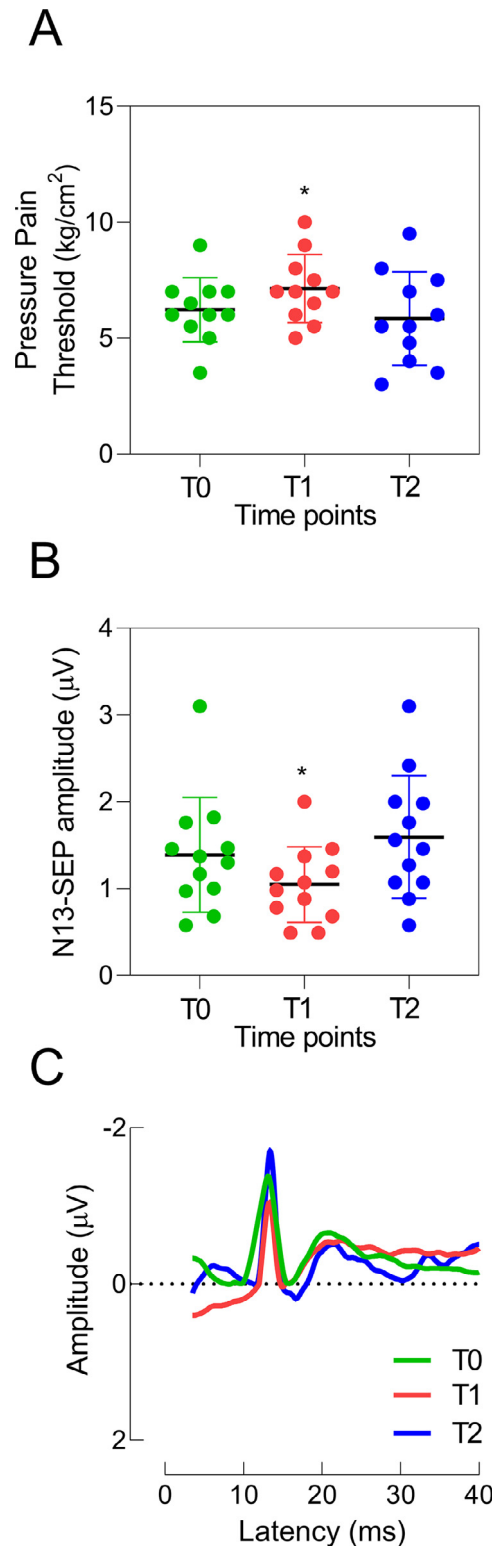 A
15
10
5
0
Pressure Pain
Threshold (kg/cm²)
*
T0 T1 T2
Time points
B
4
3
2
1
0
N13-SEP amplitude (μV)
*
T0 T1 T2
Time points
C
-2
0
2
Amplitude (μV)
T0
T1
T2
0 10 20 30 40
Latency (ms)